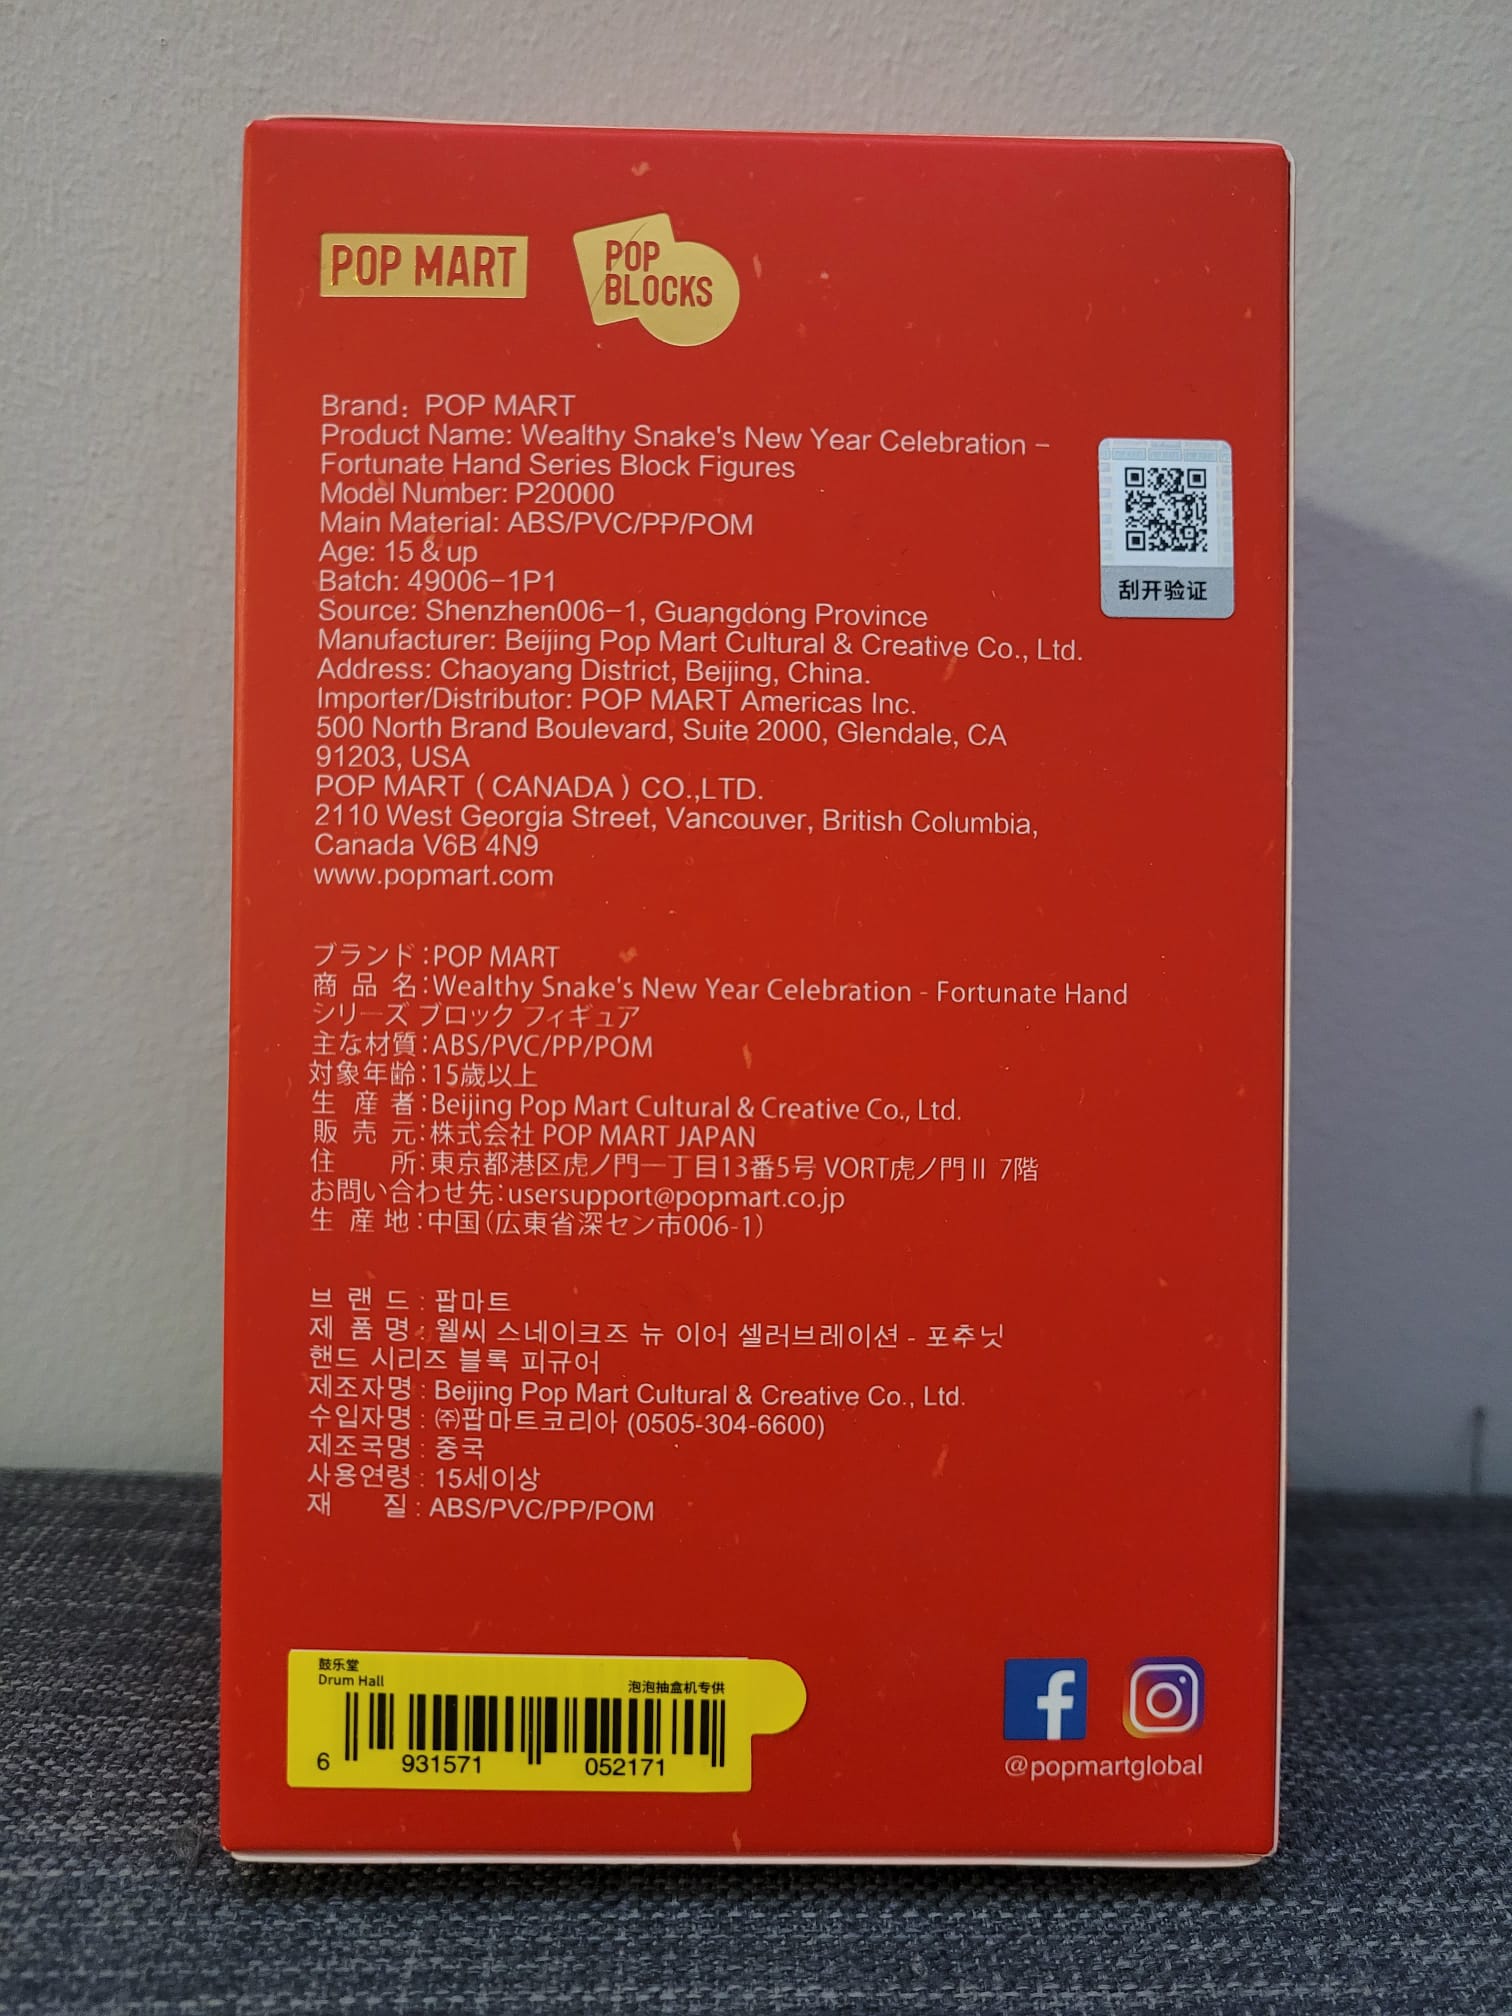 POP MART
POP
BLOCKS
Brand：POP MART
Product Name: Wealthy Snake's New Year Celebration –
Fortunate Hand Series Block Figures
Model Number: P20000
Main Material: ABS/PVC/PP/POM
Age: 15 & up
Batch: 49006–1P1
Source: Shenzhen006–1, Guangdong Province
Manufacturer: Beijing Pop Mart Cultural & Creative Co., Ltd.
Address: Chaoyang District, Beijing, China.
Importer/Distributor: POP MART Americas Inc.
500 North Brand Boulevard, Suite 2000, Glendale, CA
91203, USA
POP MART（CANADA）CO.,LTD.
2110 West Georgia Street, Vancouver, British Columbia,
Canada V6B 4N9
www.popmart.com
刮开验证
ブランド：POP MART
商 品 名：Wealthy Snake's New Year Celebration - Fortunate Hand
シリーズ ブロック フィギュア
主な材質：ABS/PVC/PP/POM
対象年齢：15歳以上
生 産 者：Beijing Pop Mart Cultural & Creative Co., Ltd.
販 売 元：株式会社 POP MART JAPAN
住 所：東京都港区虎ノ門一丁目13番5号 VORT虎ノ門Ⅱ 7階
お問い合わせ先：usersupport@popmart.co.jp
生 産 地：中国（広東省深セン市006-1）
브 랜 드 : 팝마트
제 품 명 : 웰씨 스네이크즈 뉴 이어 셀러브레이션 - 포추닛
핸드 시리즈 블록 피규어
제조자명 : Beijing Pop Mart Cultural & Creative Co., Ltd.
수입자명 : ㈜팝마트코리아 (0505-304-6600)
제조국명 : 중국
사용연령 : 15세이상
재 질 : ABS/PVC/PP/POM
鼓乐堂
Drum Hall
泡泡抽盒机专供
6 931571 052171
@popmartglobal